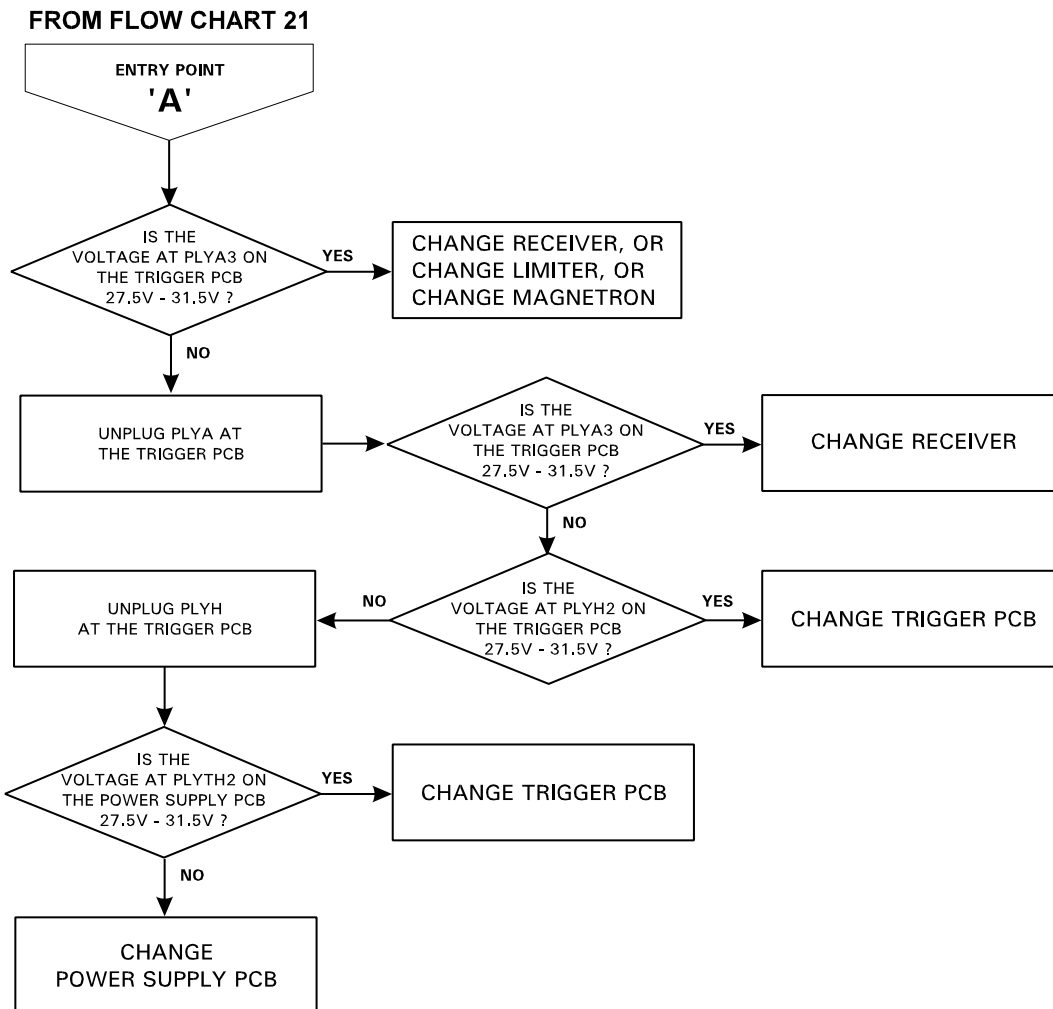 FROM FLOW CHART 21
ENTRY POINT
'A'
IS THE
VOLTAGE AT PLYA3 ON
THE TRIGGER PCB
27.5V - 31.5V ?
YES
CHANGE RECEIVER, OR
CHANGE LIMITER, OR
CHANGE MAGNETRON
NO
UNPLUG PLYA AT
THE TRIGGER PCB
IS THE
VOLTAGE AT PLYA3 ON
THE TRIGGER PCB
27.5V - 31.5V ?
YES
CHANGE RECEIVER
NO
IS THE
VOLTAGE AT PLYH2 ON
THE TRIGGER PCB
27.5V - 31.5V ?
YES
CHANGE TRIGGER PCB
NO
UNPLUG PLYH
AT THE TRIGGER PCB
IS THE
VOLTAGE AT PLYTH2 ON
THE POWER SUPPLY PCB
27.5V - 31.5V ?
YES
CHANGE TRIGGER PCB
NO
CHANGE
POWER SUPPLY PCB